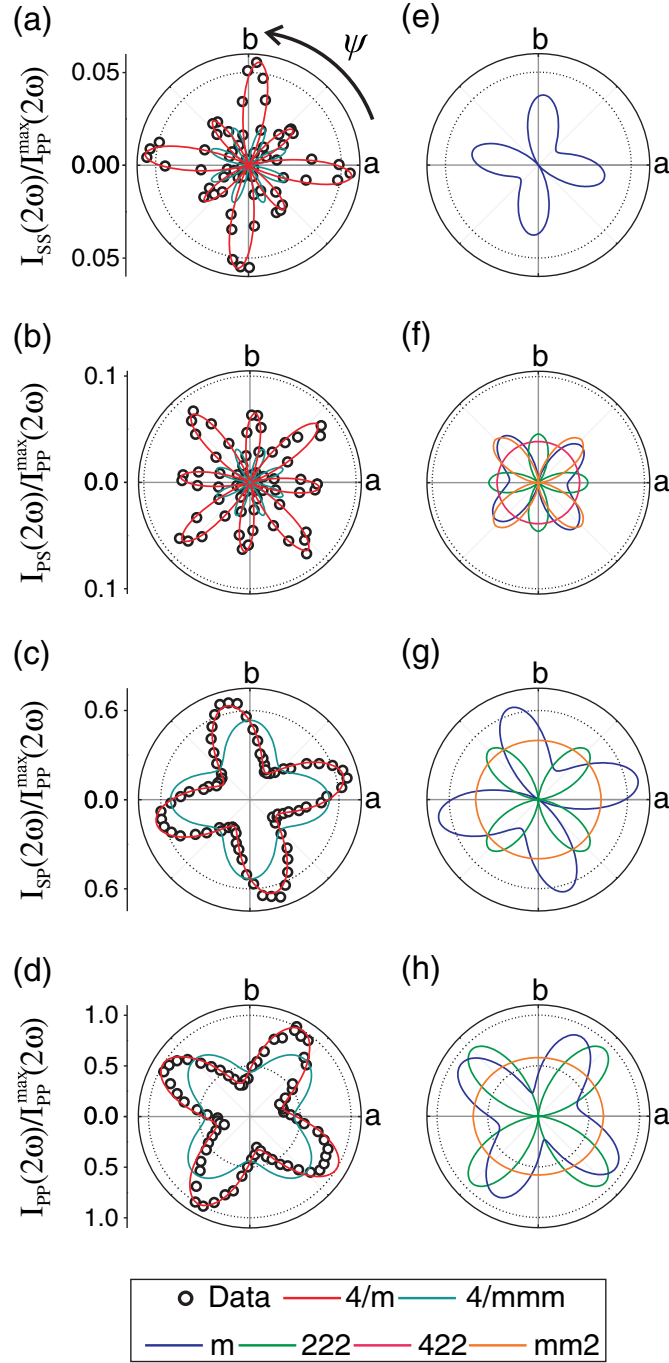 (a)
b
ψ
0.05
0.00
0.05
a
I_SS(2ω)/I_PP^max(2ω)
(e)
b
a
(b)
b
0.1
0.0
0.1
a
I_PS(2ω)/I_PP^max(2ω)
(f)
b
a
(c)
b
0.6
0.0
0.6
a
I_SP(2ω)/I_PP^max(2ω)
(g)
b
a
(d)
b
1.0
0.5
0.0
0.5
1.0
a
I_PP(2ω)/I_PP^max(2ω)
(h)
b
a
Data 4/m 4/mmm
m 222 422 mm2